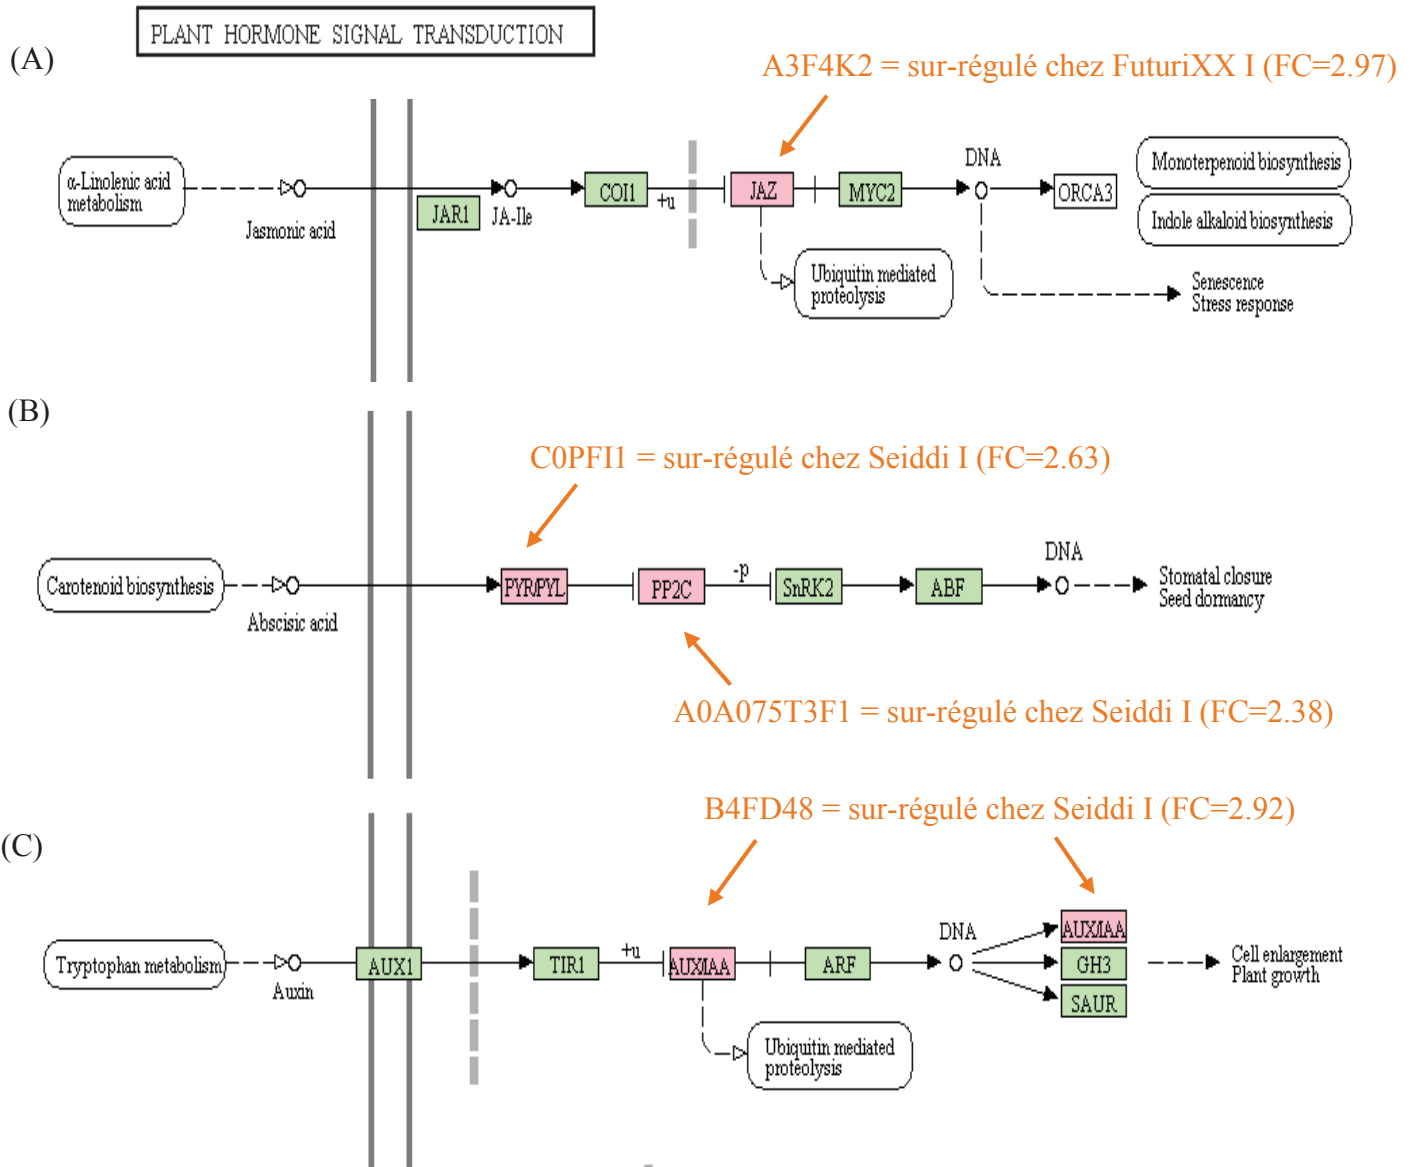 PLANT HORMONE SIGNAL TRANSDUCTION
(A)
A3F4K2 = sur-régulé chez FuturiXX I (FC=2.97)
α-Linolenic acid
metabolism
Jasmonic acid
JAR1
JA-Ile
COI1
+u
JAZ
MYC2
DNA
ORCA3
Monoterpenoid biosynthesis
Indole alkaloid biosynthesis
Ubiquitin mediated
proteolysis
Senescence
Stress response
(B)
C0PFI1 = sur-régulé chez Seiddi I (FC=2.63)
Carotenoid biosynthesis
Abscisic acid
PYR/PYL
PP2C
-p
SnRK2
ABF
DNA
Stomatal closure
Seed dormancy
A0A075T3F1 = sur-régulé chez Seiddi I (FC=2.38)
B4FD48 = sur-régulé chez Seiddi I (FC=2.92)
(C)
Tryptophan metabolism
Auxin
AUX1
TIR1
+u
AUX/IAA
ARF
DNA
AUX/IAA
GH3
SAUR
Cell enlargement
Plant growth
Ubiquitin mediated
proteolysis